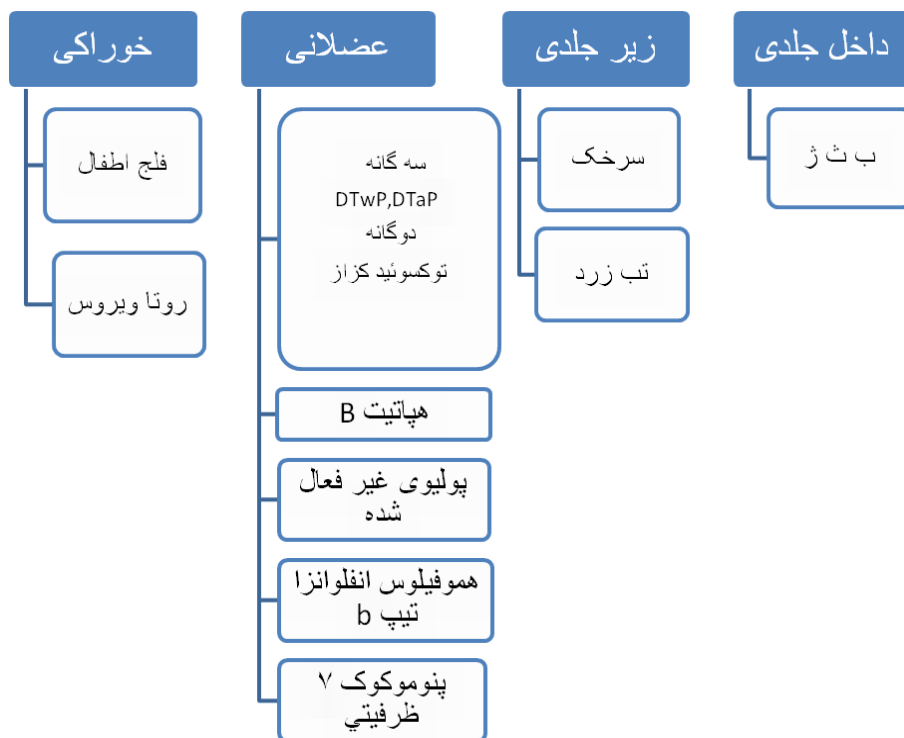 داخل جلدی
ب ث ژ
زیر جلدی
سرخک
تب زرد
عضلانی
سه گانه
DTwP,DTaP
دوگانه
توکسوئید کزاز
هپاتیت B
پولیوی غیر فعال
شده
هموفیلوس انفلوانزا
تیپ b
پنوموکوک ۷
ظرفيتي
خوراکی
فلج اطفال
روتا ویروس